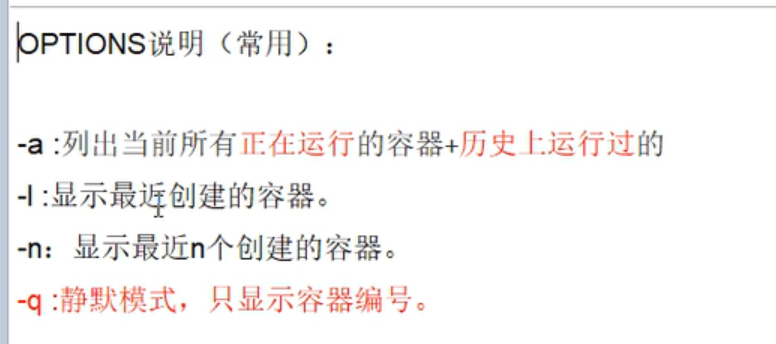 OPTIONS说明（常用）：
-a :列出当前所有正在运行的容器+历史上运行过的
-l :显示最近创建的容器。
-n：显示最近n个创建的容器。
-q :静默模式，只显示容器编号。